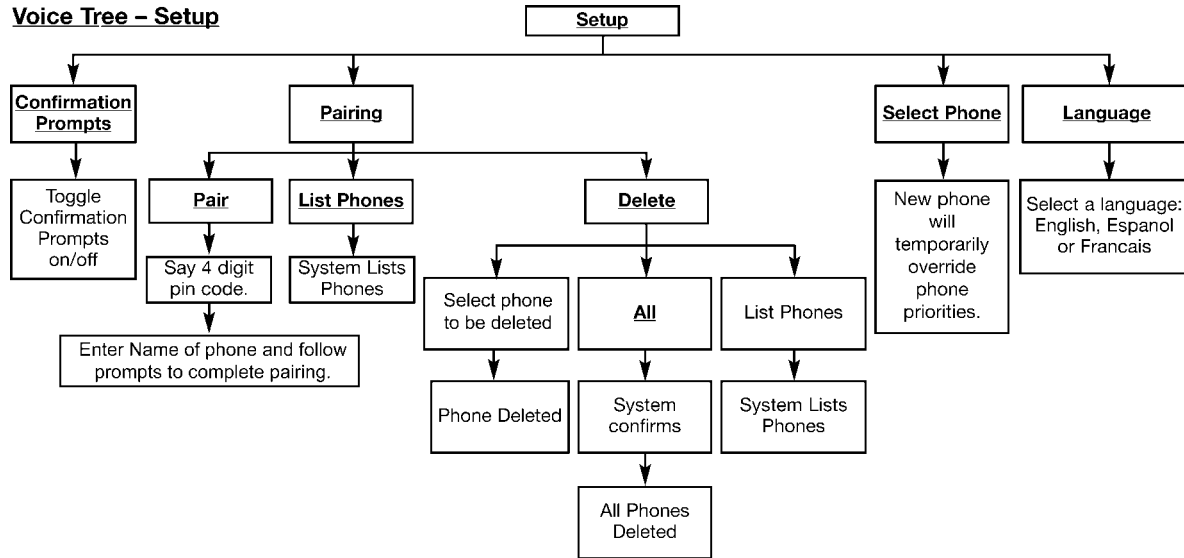 Voice Tree – Setup
Setup
Confirmation
Prompts
Pairing
Select Phone
Language
Toggle
Confirmation
Prompts
on/off
Pair
List Phones
Delete
New phone
will
temporarily
override
phone
priorities.
Select a language:
English, Espanol
or Francais
Say 4 digit
pin code.
System Lists
Phones
Select phone
to be deleted
All
List Phones
Enter Name of phone and follow
prompts to complete pairing.
Phone Deleted
System
confirms
System Lists
Phones
All Phones
Deleted